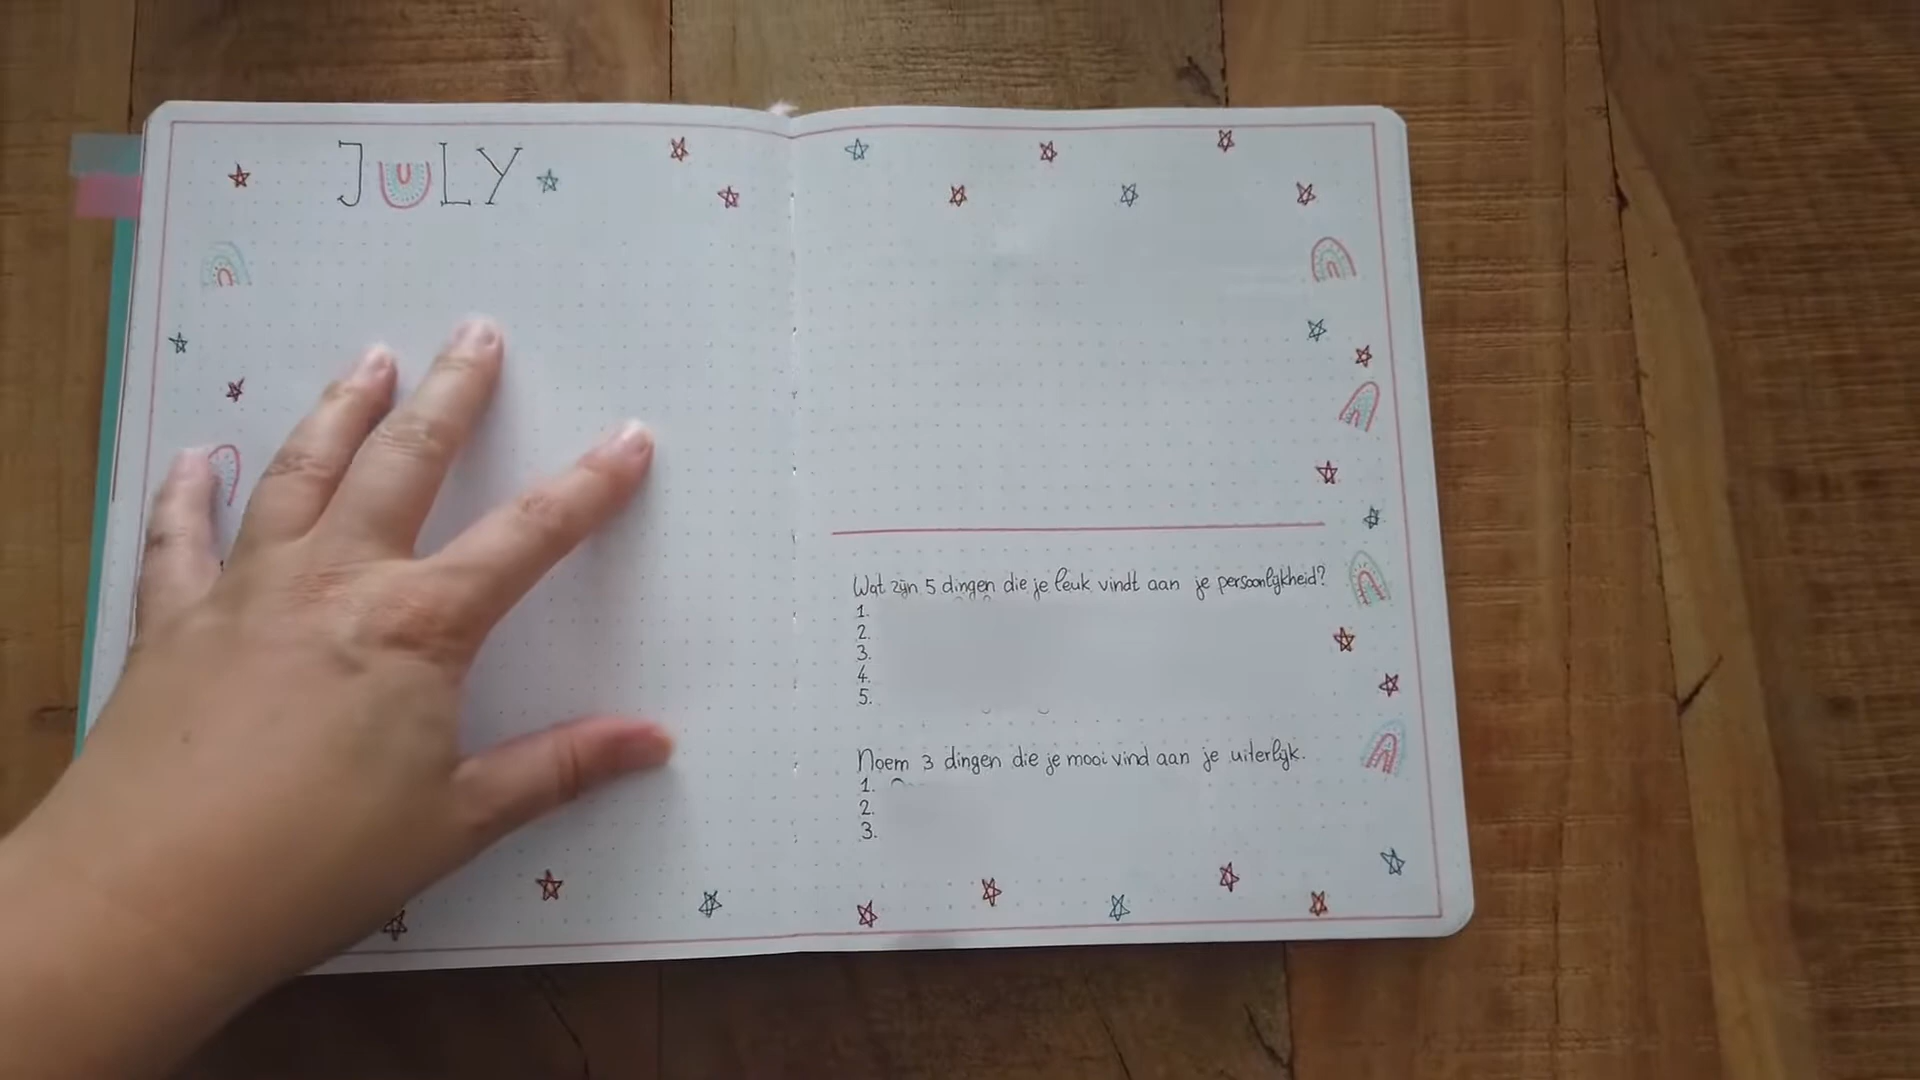 JULY
Wat zijn 5 dingen die je leuk vindt aan je persoonlijkheid?
1.
2.
3.
4.
5.
Noem 3 dingen die je mooi vind aan je uiterlijk.
1.
2.
3.